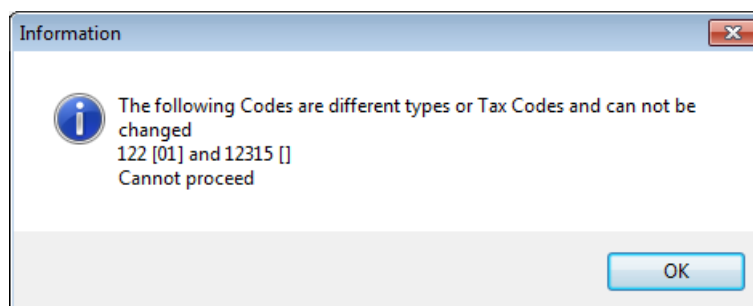 Information
The following Codes are different types or Tax Codes and can not be
changed
122 [01] and 12315 []
Cannot proceed
OK